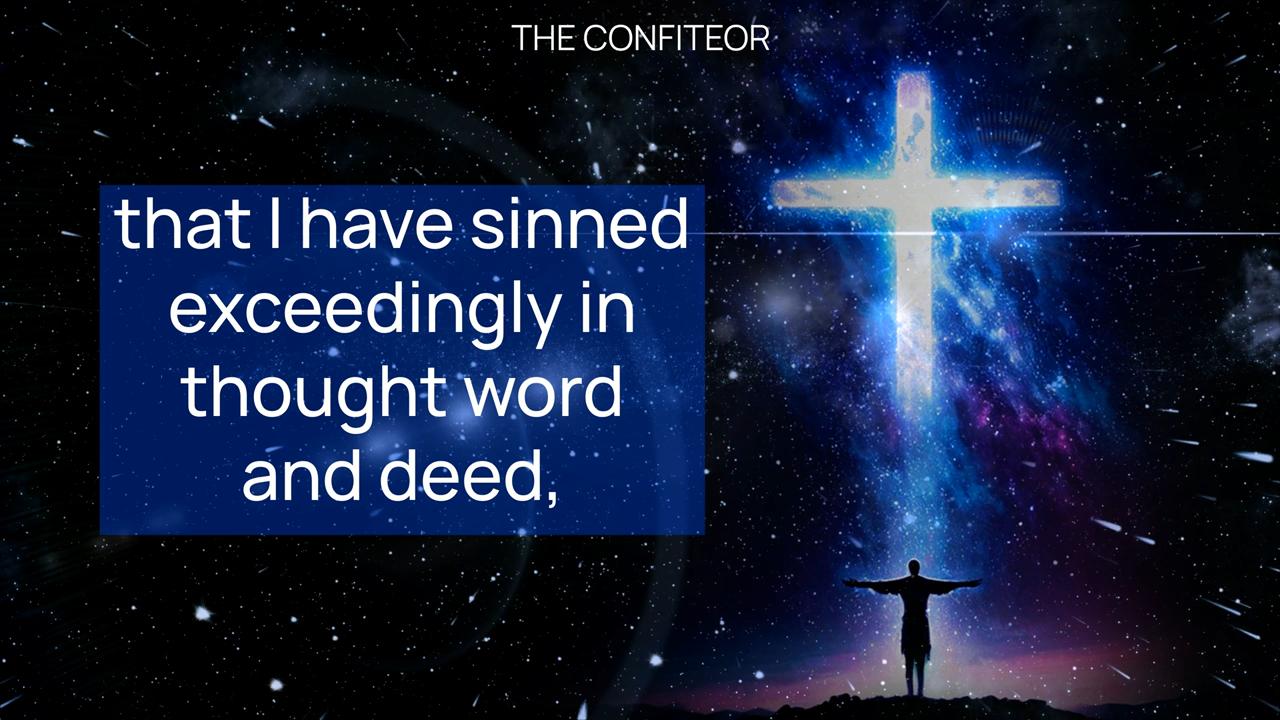 THE CONFITEOR
that I have sinned
exceedingly in
thought word
and deed,